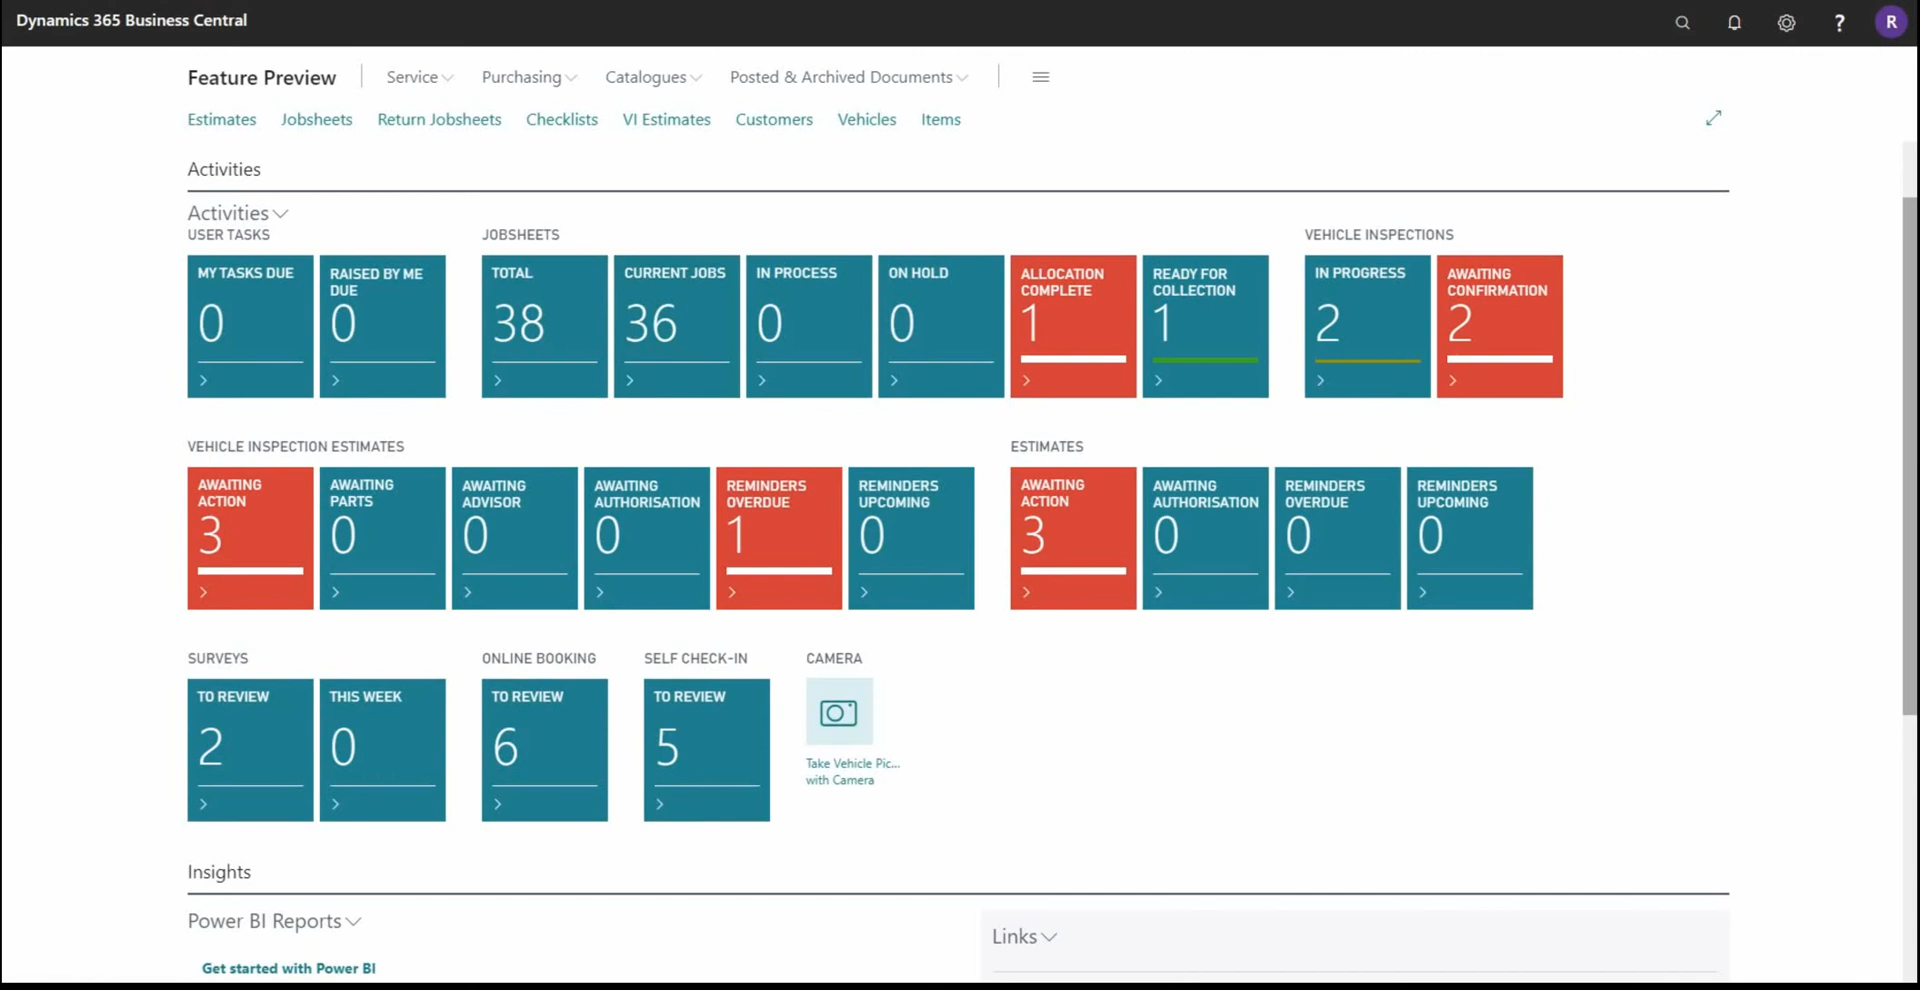 Dynamics 365 Business Central
?
R
Feature Preview
Service
Purchasing
Catalogues
Posted & Archived Documents
Estimates
Jobsheets
Return Jobsheets
Checklists
VI Estimates
Customers
Vehicles
Items
Activities
Activities
USER TASKS
MY TASKS DUE
0
RAISED BY ME
DUE
0
JOBSHEETS
TOTAL
38
CURRENT JOBS
36
IN PROCESS
0
ON HOLD
0
ALLOCATION
COMPLETE
1
READY FOR
COLLECTION
1
VEHICLE INSPECTIONS
IN PROGRESS
2
AWAITING
CONFIRMATION
2
VEHICLE INSPECTION ESTIMATES
AWAITING
ACTION
3
AWAITING
PARTS
0
AWAITING
ADVISOR
0
AWAITING
AUTHORISATION
0
REMINDERS
OVERDUE
1
REMINDERS
UPCOMING
0
ESTIMATES
AWAITING
ACTION
3
AWAITING
AUTHORISATION
0
REMINDERS
OVERDUE
0
REMINDERS
UPCOMING
0
SURVEYS
TO REVIEW
2
THIS WEEK
0
ONLINE BOOKING
TO REVIEW
6
SELF CHECK-IN
TO REVIEW
5
CAMERA
Take Vehicle Pic...
with Camera
Insights
Power BI Reports
Get started with Power BI
Links